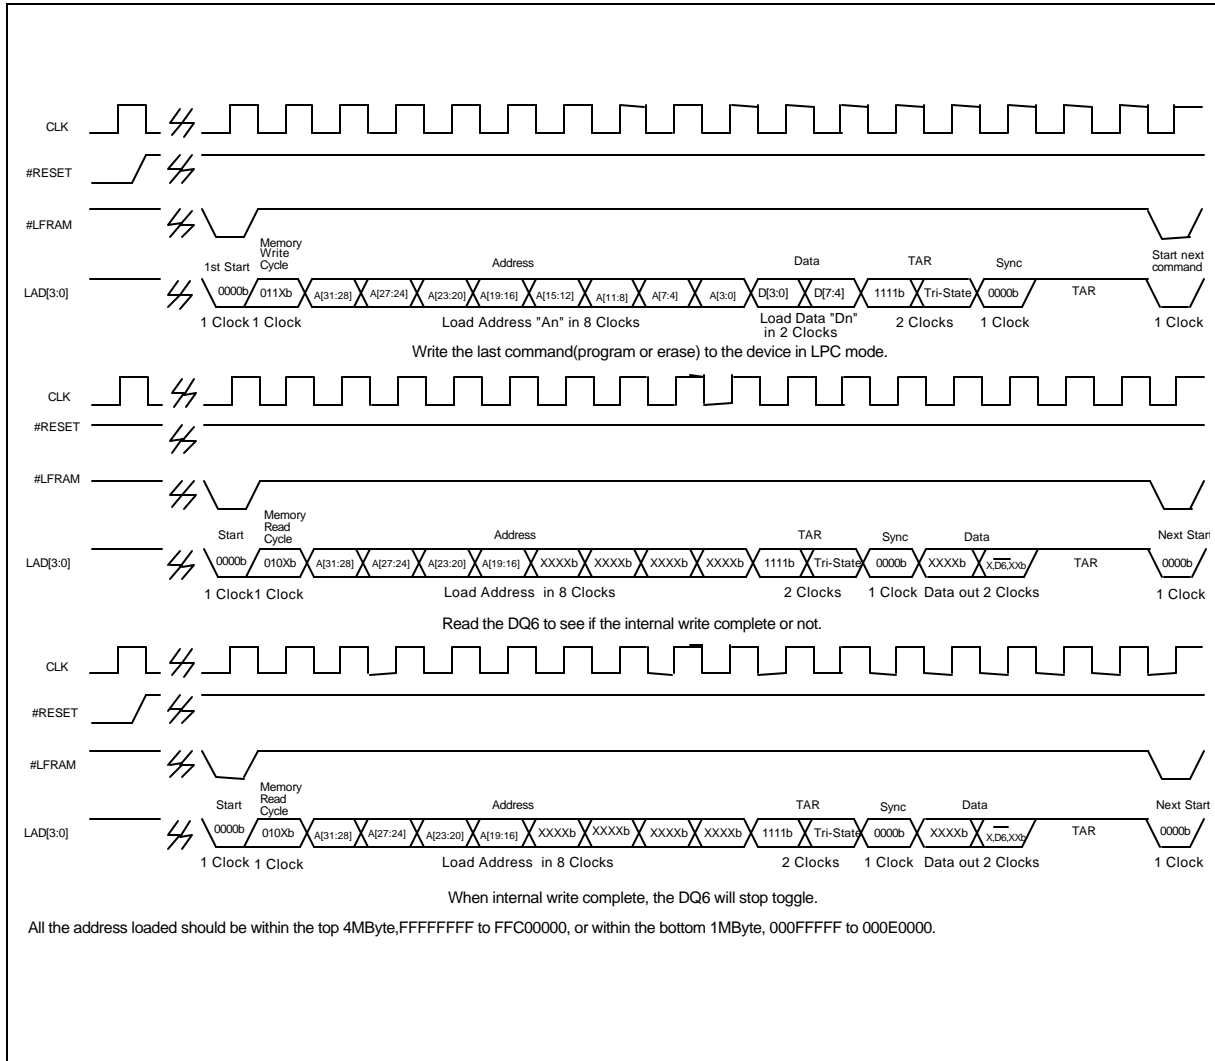 CLK
#RESET
#LFRAM
Memory
Write
Cycle
1st Start
Address
Data
TAR
Sync
Start next
command
LAD[3:0]
0000b 011Xb A[31:28] A[27:24] A[23:20] A[19:16] A[15:12] A[11:8] A[7:4] A[3:0] D[3:0] D[7:4] 1111b Tri-State 0000b TAR
1 Clock 1 Clock Load Address "An" in 8 Clocks Load Data "Dn"
in 2 Clocks 2 Clocks 1 Clock 1 Clock
Write the last command(program or erase) to the device in LPC mode.
CLK
#RESET
#LFRAM
Memory
Read
Cycle
Start Address TAR Sync Data Next Start
LAD[3:0] 0000b 010Xb A[31:28] A[27:24] A[23:20] A[19:16] XXXXb XXXXb XXXXb XXXXb 1111b Tri-State 0000b XXXXb X,D6,XXb TAR 0000b
1 Clock 1 Clock Load Address in 8 Clocks 2 Clocks 1 Clock Data out 2 Clocks 1 Clock
Read the DQ6 to see if the internal write complete or not.
CLK
#RESET
#LFRAM
Memory
Read
Cycle
Start Address TAR Sync Data Next Start
LAD[3:0] 0000b 010Xb A[31:28] A[27:24] A[23:20] A[19:16] XXXXb XXXXb XXXXb XXXXb 1111b Tri-State 0000b XXXXb X,D6,XXb TAR 0000b
1 Clock 1 Clock Load Address in 8 Clocks 2 Clocks 1 Clock Data out 2 Clocks 1 Clock
When internal write complete, the DQ6 will stop toggle.
All the address loaded should be within the top 4MByte,FFFFFFFF to FFC00000, or within the bottom 1MByte, 000FFFFF to 000E0000.